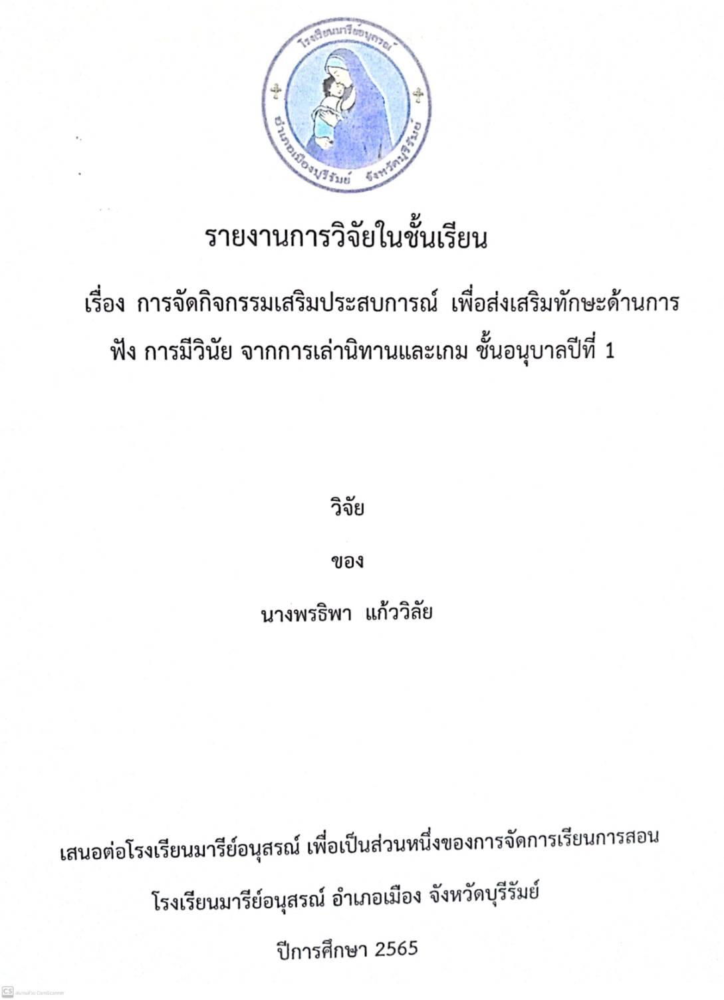 โรงเรียนมารีย์อนุสรณ์
อำเภอเมืองบุรีรัมย์ จังหวัดบุรีรัมย์
รายงานการวิจัยในชั้นเรียน
เรื่อง การจัดกิจกรรมเสริมประสบการณ์ เพื่อส่งเสริมทักษะด้านการ
ฟัง การมีวินัย จากการเล่านิทานและเกม ชั้นอนุบาลปีที่ 1
วิจัย
ของ
นางพรธิพา แก้ววิลัย
เสนอต่อโรงเรียนมารีย์อนุสรณ์ เพื่อเป็นส่วนหนึ่งของการจัดการเรียนการสอน
โรงเรียนมารีย์อนุสรณ์ อำเภอเมือง จังหวัดบุรีรัมย์
ปีการศึกษา 2565
CS สแกนด้วย CamScanner